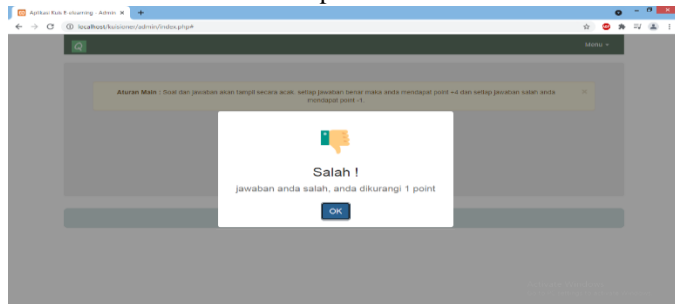 Aplikasi Kuis E-elearning - Admin
localhost/kuisioner/admin/index.php#
Menu
Aturan Main : Soal dan jawaban akan tampil secara acak. setiap jawaban benar maka anda mendapat point +4 dan setiap jawaban salah anda
mendapat point -1.
Salah !
jawaban anda salah, anda dikurangi 1 point
OK